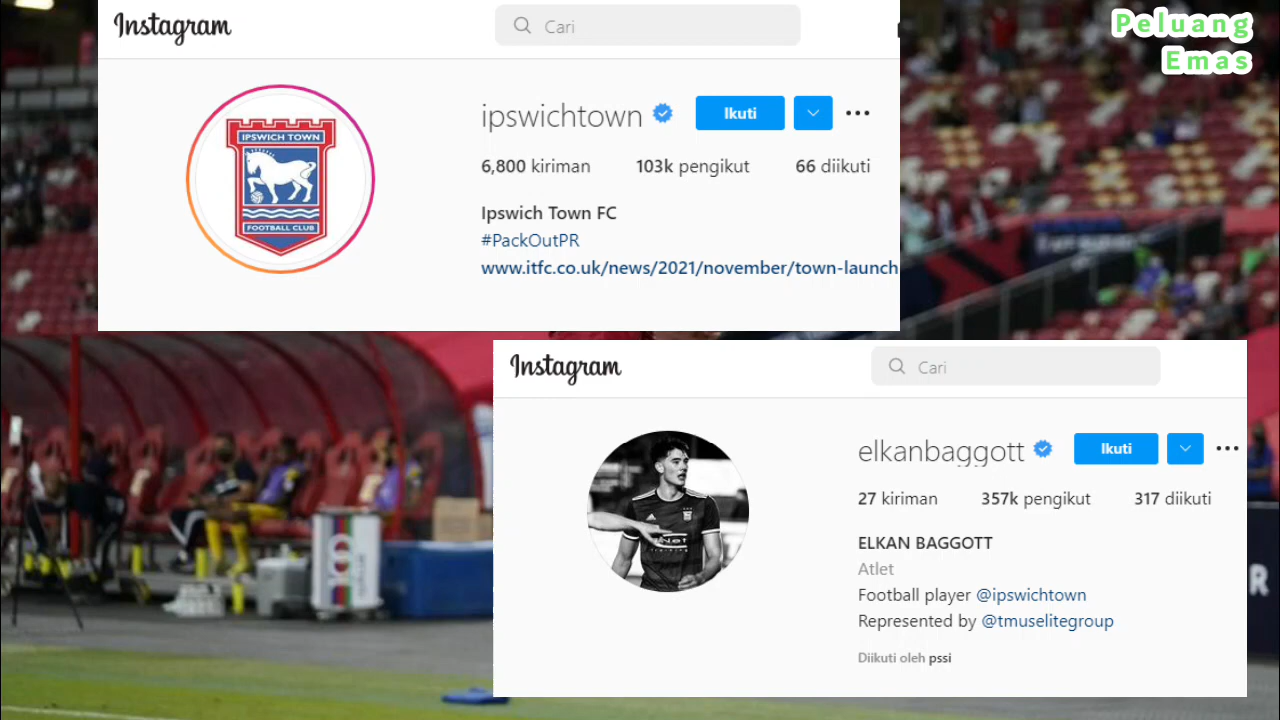 Peluang
Emas
Instagram
Cari
IPSWICH TOWN
FOOTBALL CLUB
ipswichtown
Ikuti
6,800 kiriman 103k pengikut 66 diikuti
Ipswich Town FC
#PackOutPR
www.itfc.co.uk/news/2021/november/town-launch
Instagram
Cari
elkanbaggott
Ikuti
27 kiriman 357k pengikut 317 diikuti
ELKAN BAGGOTT
Atlet
Football player @ipswichtown
Represented by @tmuselitegroup
Diikuti oleh pssi